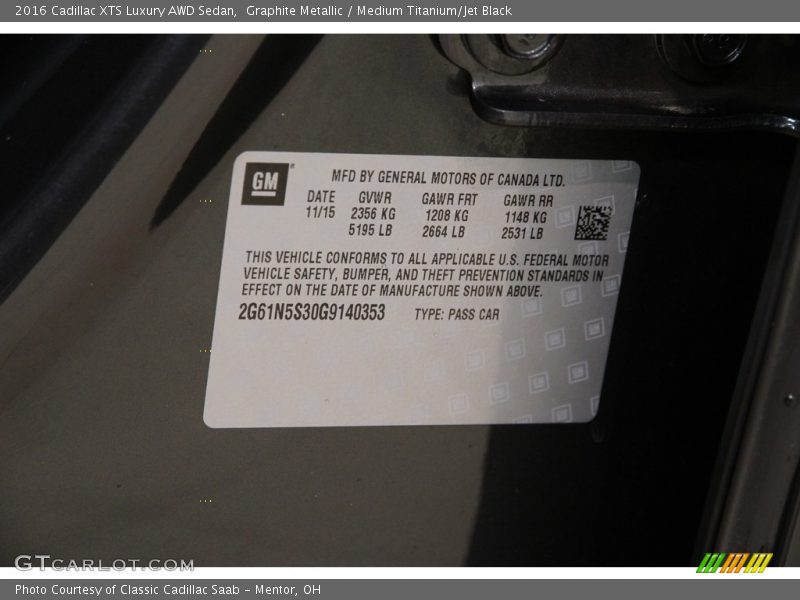 2016 Cadillac XTS Luxury AWD Sedan, Graphite Metallic / Medium Titanium/Jet Black
GM
MFD BY GENERAL MOTORS OF CANADA LTD.
DATE GVWR GAWR FRT GAWR RR
11/15 2356 KG 1208 KG 1148 KG
5195 LB 2664 LB 2531 LB
THIS VEHICLE CONFORMS TO ALL APPLICABLE U.S. FEDERAL MOTOR
VEHICLE SAFETY, BUMPER, AND THEFT PREVENTION STANDARDS IN
EFFECT ON THE DATE OF MANUFACTURE SHOWN ABOVE.
2G61N5S30G9140353 TYPE: PASS CAR
GTCARLOT.COM
Photo Courtesy of Classic Cadillac Saab - Mentor, OH